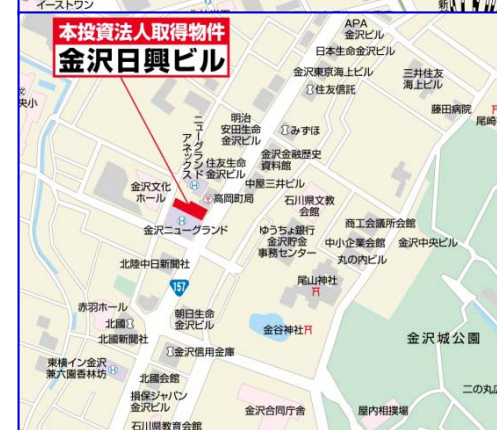 イーストワン
新
本投資法人取得物件
金沢日興ビル
APA
金沢ビル
日本生命金沢ビル
金沢東京海上ビル
住友信託
三井住友
海上ビル
藤田病院
尾崎
央小
ニューグランド
アネックス
明治
安田生命
金沢ビル
みずほ
住友生命
金沢ビル
金沢金融歴史
資料館
中屋三井ビル
金沢文化
ホール
高岡町局
石川県文教
会館
金沢ニューグランド
ゆうちょ銀行
金沢貯金
事務センター
商工会議所会館
中小企業会館
金沢中央ビル
丸の内ビル
北陸中日新聞社
尾山神社
157
赤羽ホール
北國
北國新聞社
朝日生命
金沢ビル
金谷神社
金沢城公園
金沢信用金庫
東横イン金沢
兼六園香林坊
北國会館
損保ジャパン
金沢ビル
石川県教育会館
金沢合同庁舎
屋内相撲場
二の丸広